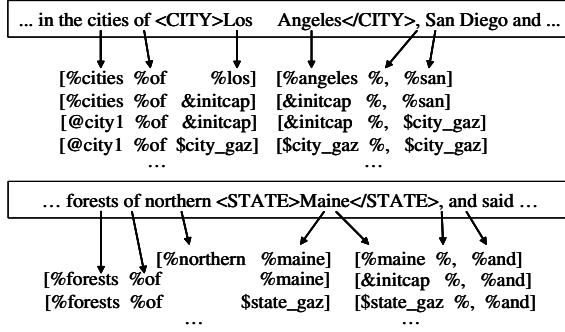 ... in the cities of <CITY>Los Angeles</CITY>, San Diego and ...
[%cities %of %los] [%angeles %, %san]
[%cities %of &initcap] [&initcap %, %san]
[@city1 %of &initcap] [&initcap %, $city_gaz]
[@city1 %of $city_gaz] [$city_gaz %, $city_gaz]
... ...
... forests of northern <STATE>Maine</STATE>, and said ...
[%northern %maine] [%maine %, %and]
[%forests %of %maine] [&initcap %, %and]
[%forests %of $state_gaz] [$state_gaz %, %and]
... ...